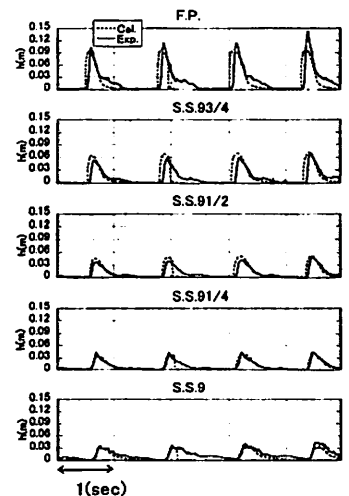 F.P.
Cal.
Exp.
0.15
0.12
0.09
0.06
0.03
0
h(m)
S.S.93/4
0.15
0.12
0.09
0.06
0.03
0
h(m)
S.S.91/2
0.15
0.12
0.09
0.06
0.03
0
h(m)
S.S.91/4
0.15
0.12
0.09
0.06
0.03
0
h(m)
S.S.9
0.15
0.12
0.09
0.06
0.03
0
h(m)
1(sec)